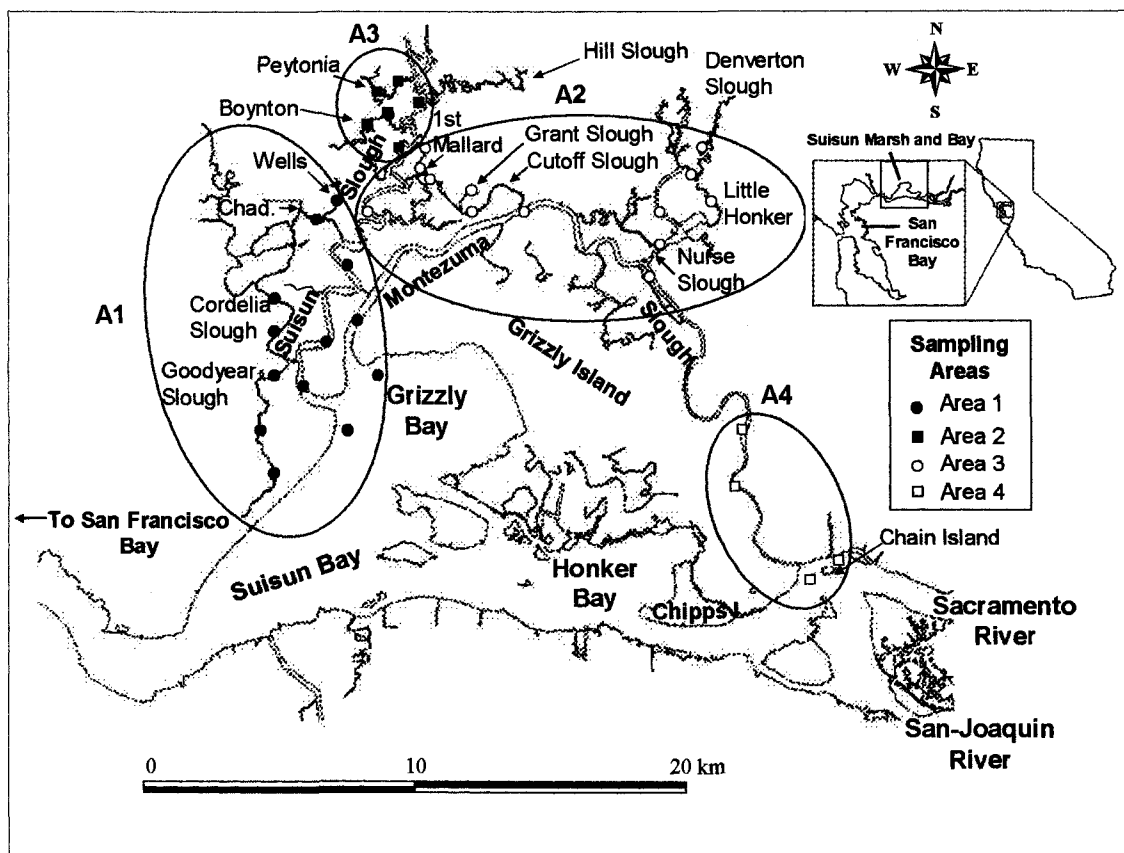 A3
Peytonia
Boynton
1st
Hill Slough
Denverton
Slough
A2
Grant Slough
Cutoff Slough
Mallard
Wells
Slough
Chad.
Little
Honker
Nurse
Slough
Montezuma
Slough
A1
Cordelia
Slough
Suisun
Goodyear
Slough
Grizzly
Bay
Grizzly Island
A4
To San Francisco
Bay
Suisun Bay
Honker
Bay
Chipps I
Chain Island
Sacramento
River
San-Joaquin
River
N
W
E
S
Suisun Marsh and Bay
San
Francisco
Bay
Sampling
Areas
Area 1
Area 2
Area 3
Area 4
0
10
20 km